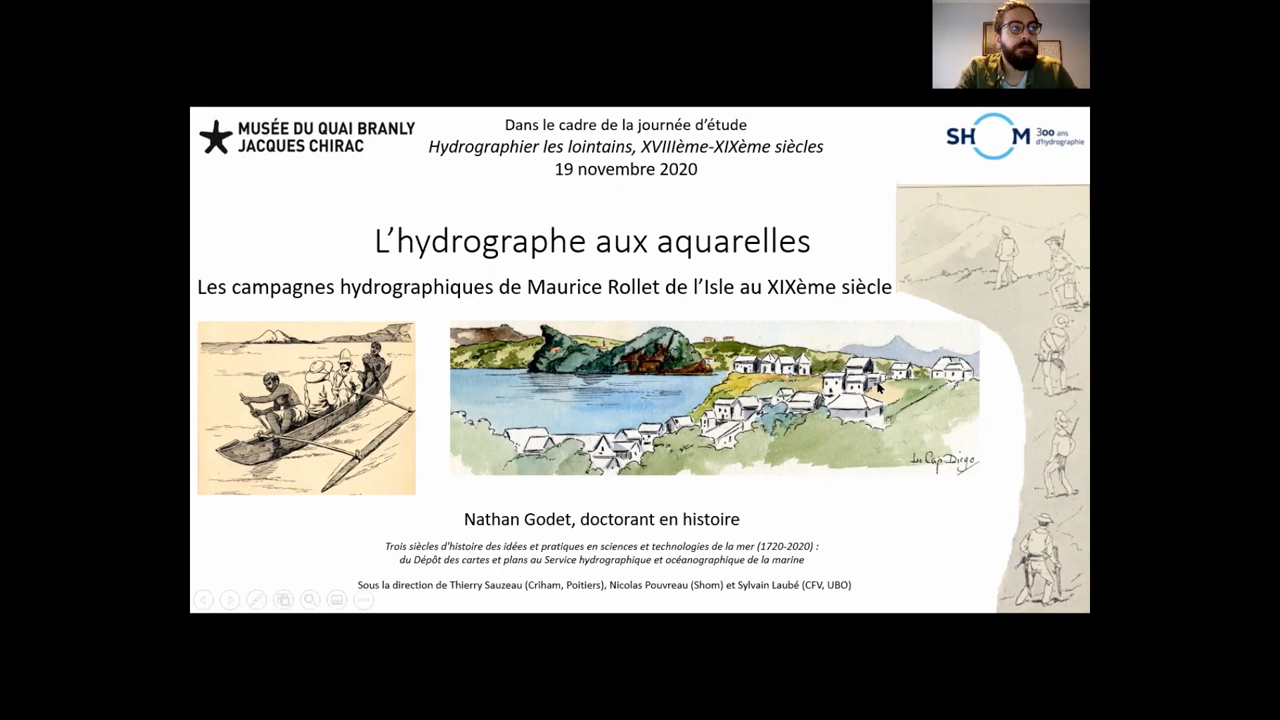 MUSÉE DU QUAI BRANLY
JACQUES CHIRAC
Dans le cadre de la journée d'étude
Hydrographier les lointains, XVIIIème-XIXème siècles
19 novembre 2020
SHOM
300 ans
d'hydrographie
L'hydrographe aux aquarelles
Les campagnes hydrographiques de Maurice Rollet de l'Isle au XIXème siècle
Le Cap Diego
Nathan Godet, doctorant en histoire
Trois siècles d'histoire des idées et pratiques en sciences et technologies de la mer (1720-2020) :
du Dépôt des cartes et plans au Service hydrographique et océanographique de la marine
Sous la direction de Thierry Sauzeau (Criham, Poitiers), Nicolas Pouvreau (Shom) et Sylvain Laubé (CFV, UBO)